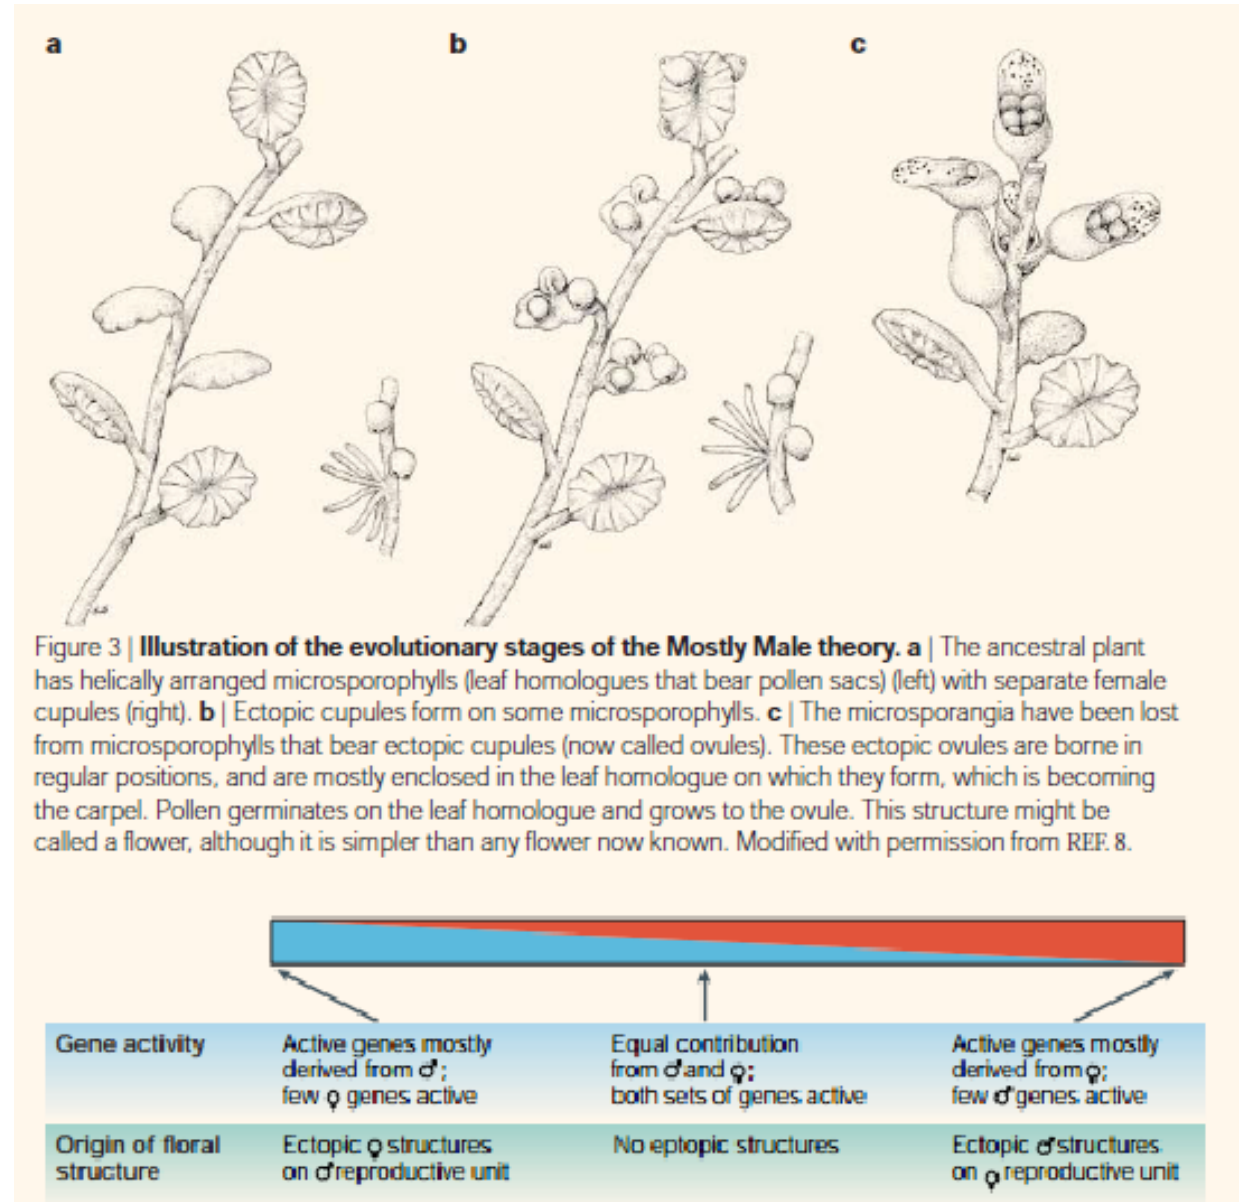 a
b
c
Figure 3 | Illustration of the evolutionary stages of the Mostly Male theory. a | The ancestral plant
has helically arranged microsporophylls (leaf homologues that bear pollen sacs) (left) with separate female
cupules (right). b | Ectopic cupules form on some microsporophylls. c | The microsporangia have been lost
from microsporophylls that bear ectopic cupules (now called ovules). These ectopic ovules are borne in
regular positions, and are mostly enclosed in the leaf homologue on which they form, which is becoming
the carpel. Pollen germinates on the leaf homologue and grows to the ovule. This structure might be
called a flower, although it is simpler than any flower now known. Modified with permission from REF. 8.
Gene activity
Active genes mostly
derived from ♂;
few ♀ genes active
Equal contribution
from ♂ and ♀;
both sets of genes active
Active genes mostly
derived from ♀;
few ♂ genes active
Origin of floral
structure
Ectopic ♀ structures
on ♂ reproductive unit
No eptopic structures
Ectopic ♂ structures
on ♀ reproductive unit